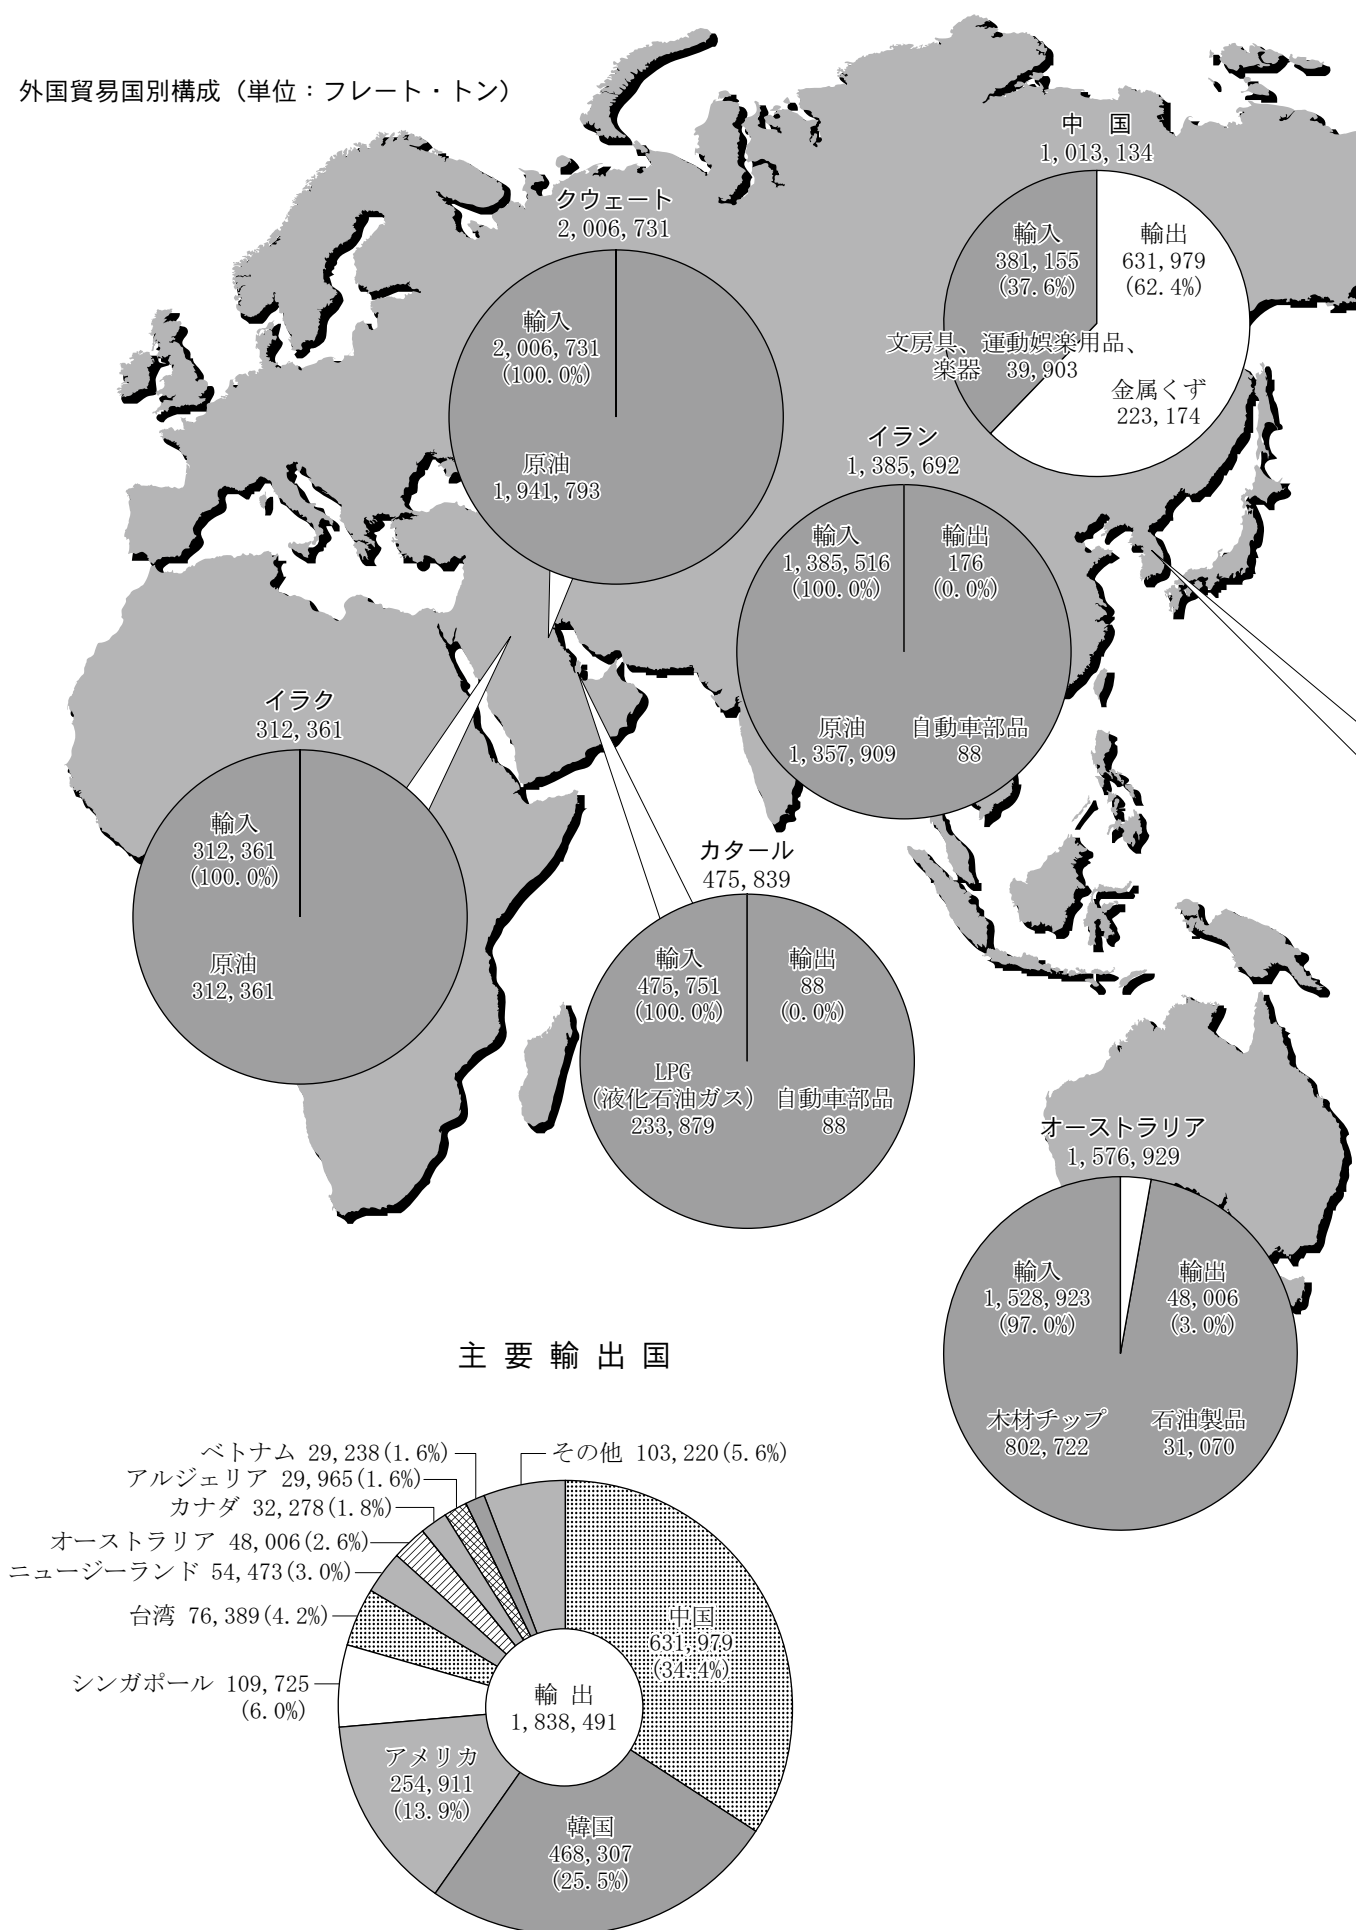 外国貿易国別構成（単位：フレート・トン）
中　国
1,013,134
輸入
381,155
(37.6%)
輸出
631,979
(62.4%)
文房具、運動娯楽用品、
楽器　39,903
金属くず
223,174
クウェート
2,006,731
輸入
2,006,731
(100.0%)
原油
1,941,793
イラン
1,385,692
輸入
1,385,516
(100.0%)
輸出
176
(0.0%)
原油
1,357,909
自動車部品
88
イラク
312,361
輸入
312,361
(100.0%)
原油
312,361
カタール
475,839
輸入
475,751
(100.0%)
輸出
88
(0.0%)
LPG
（液化石油ガス）
233,879
自動車部品
88
オーストラリア
1,576,929
輸入
1,528,923
(97.0%)
輸出
48,006
(3.0%)
木材チップ
802,722
石油製品
31,070
主要輸出国
ベトナム 29,238(1.6%)
その他 103,220(5.6%)
アルジェリア 29,965(1.6%)
カナダ 32,278(1.8%)
オーストラリア 48,006(2.6%)
ニュージーランド 54,473(3.0%)
台湾 76,389(4.2%)
シンガポール 109,725
(6.0%)
中国
631,979
(34.4%)
輸 出
1,838,491
アメリカ
254,911
(13.9%)
韓国
468,307
(25.5%)